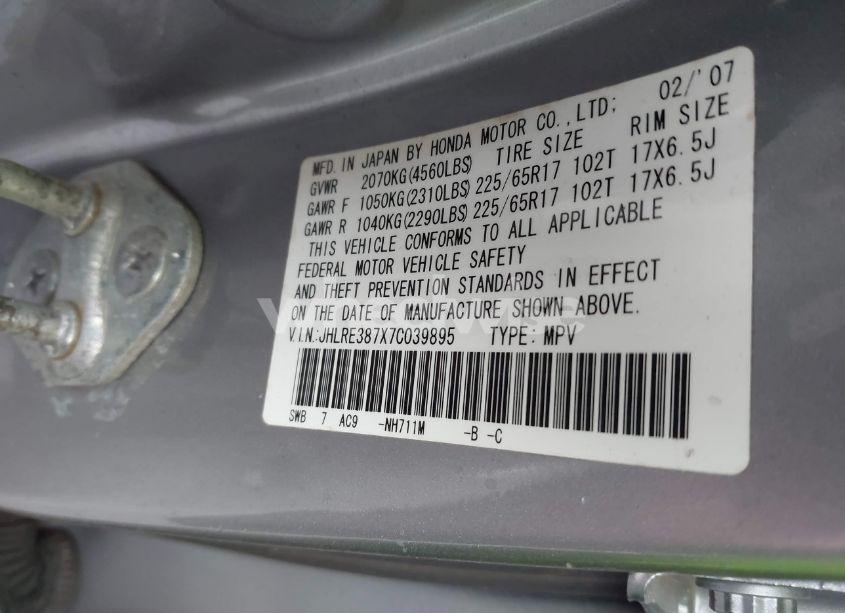 02/'07
MFD. IN JAPAN BY HONDA MOTOR CO.,LTD;
GVWR 2070KG(4560LBS) TIRE SIZE RIM SIZE
GAWR F 1050KG(2310LBS) 225/65R17 102T 17X6.5J
GAWR R 1040KG(2290LBS) 225/65R17 102T 17X6.5J
THIS VEHICLE CONFORMS TO ALL APPLICABLE
FEDERAL MOTOR VEHICLE SAFETY
AND THEFT PREVENTION STANDARDS IN EFFECT
ON THE DATE OF MANUFACTURE SHOWN ABOVE.
V.I.N.:JHLRE387X7C039895 TYPE: MPV
SWB 7 AC9 -NH711M -B -C